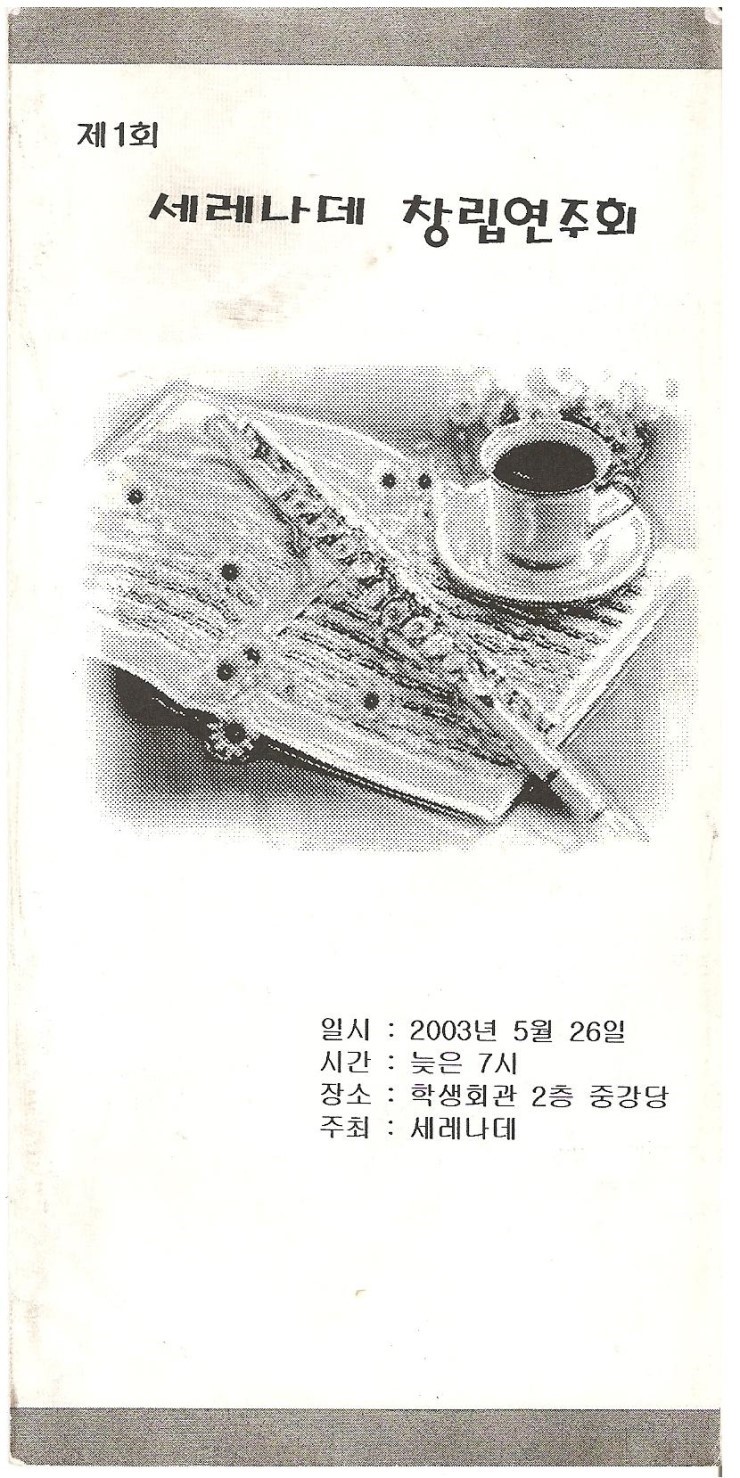 제1회
세레나데 창립연주회
일시 : 2003년 5월 26일
시간 : 늦은 7시
장소 : 학생회관 2층 중강당
주최 : 세레나데